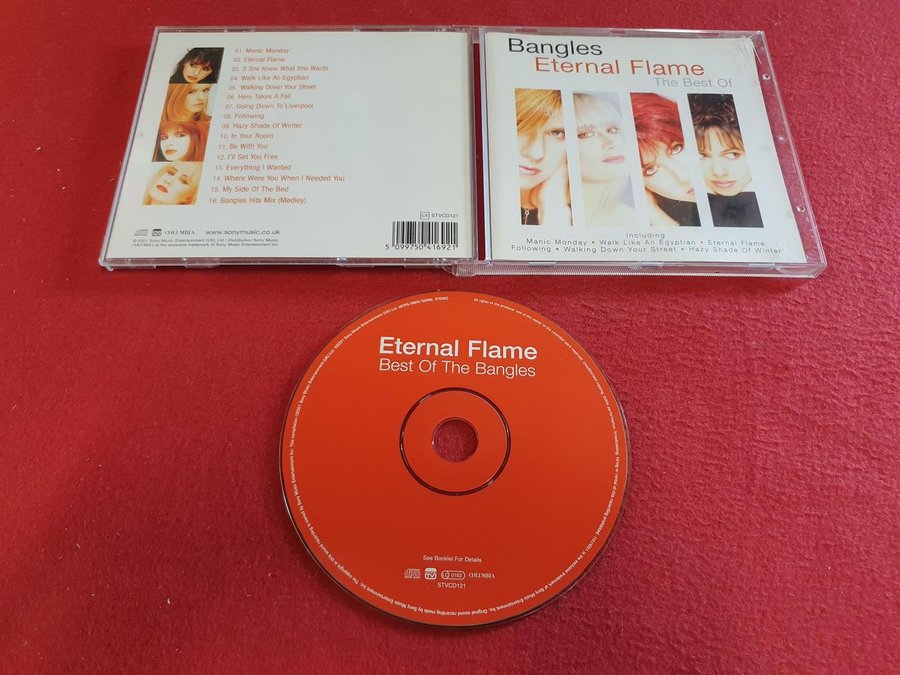 01. Manic Monday
02. Eternal Flame
03. If She Knew What She Wants
04. Walk Like An Egyptian
05. Walking Down Your Street
06. Hero Takes A Fall
07. Going Down To Liverpool
08. Following
09. Hazy Shade Of Winter
10. In Your Room
11. Be With You
12. I'll Set You Free
13. Everything I Wanted
14. Where Were You When I Needed You
15. My Side Of The Bed
16. Bangles Hits Mix (Medley)
CX STVCD121
COLUMBIA www.sonymusic.co.uk
5 099750 416921
Bangles
Eternal Flame
The Best Of
Including
Manic Monday • Walk Like An Egyptian • Eternal Flame
Following • Walking Down Your Street • Hazy Shade Of Winter
Eternal Flame
Best Of The Bangles
See Booklet For Details
TV 0162 COLUMBIA
STVCD121